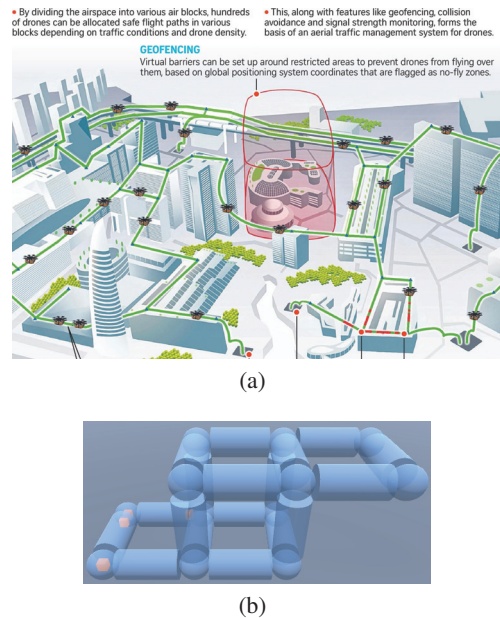 • By dividing the airspace into various air blocks, hundreds
of drones can be allocated safe flight paths in various
blocks depending on traffic conditions and drone density.
• This, along with features like geofencing, collision
avoidance and signal strength monitoring, forms the
basis of an aerial traffic management system for drones.
GEOFENCING
Virtual barriers can be set up around restricted areas to prevent drones from flying over
them, based on global positioning system coordinates that are flagged as no-fly zones.
(a)
(b)